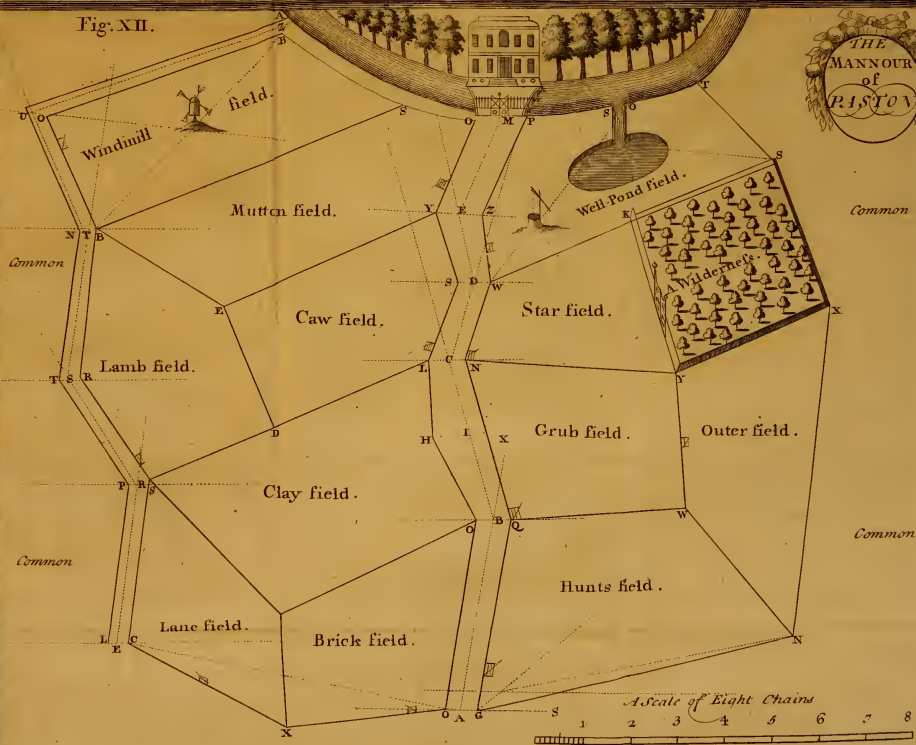 Fig. XII.
THE
MANNOUR
of
PASTON
A
Z
B
U
O
Windmill field.
S
O
M
P
S
O
T
S
Well-Pond field.
Mutton field.
Y
E
Z
K
Common
N
T
B
Common
A Wilderness.
E
Caw field.
S
D
W
Star field.
X
Lamb field.
T
S
R
L
C
N
Y
D
H
I
X
Grub field.
Outer field.
P
R
S
Clay field.
O
B
Q
W
Common
Common
Hunts field.
Lane field.
Brick field.
L
E
C
N
X
O
A
G
S
A Scale of Eight Chains
1 2 3 4 5 6 7 8